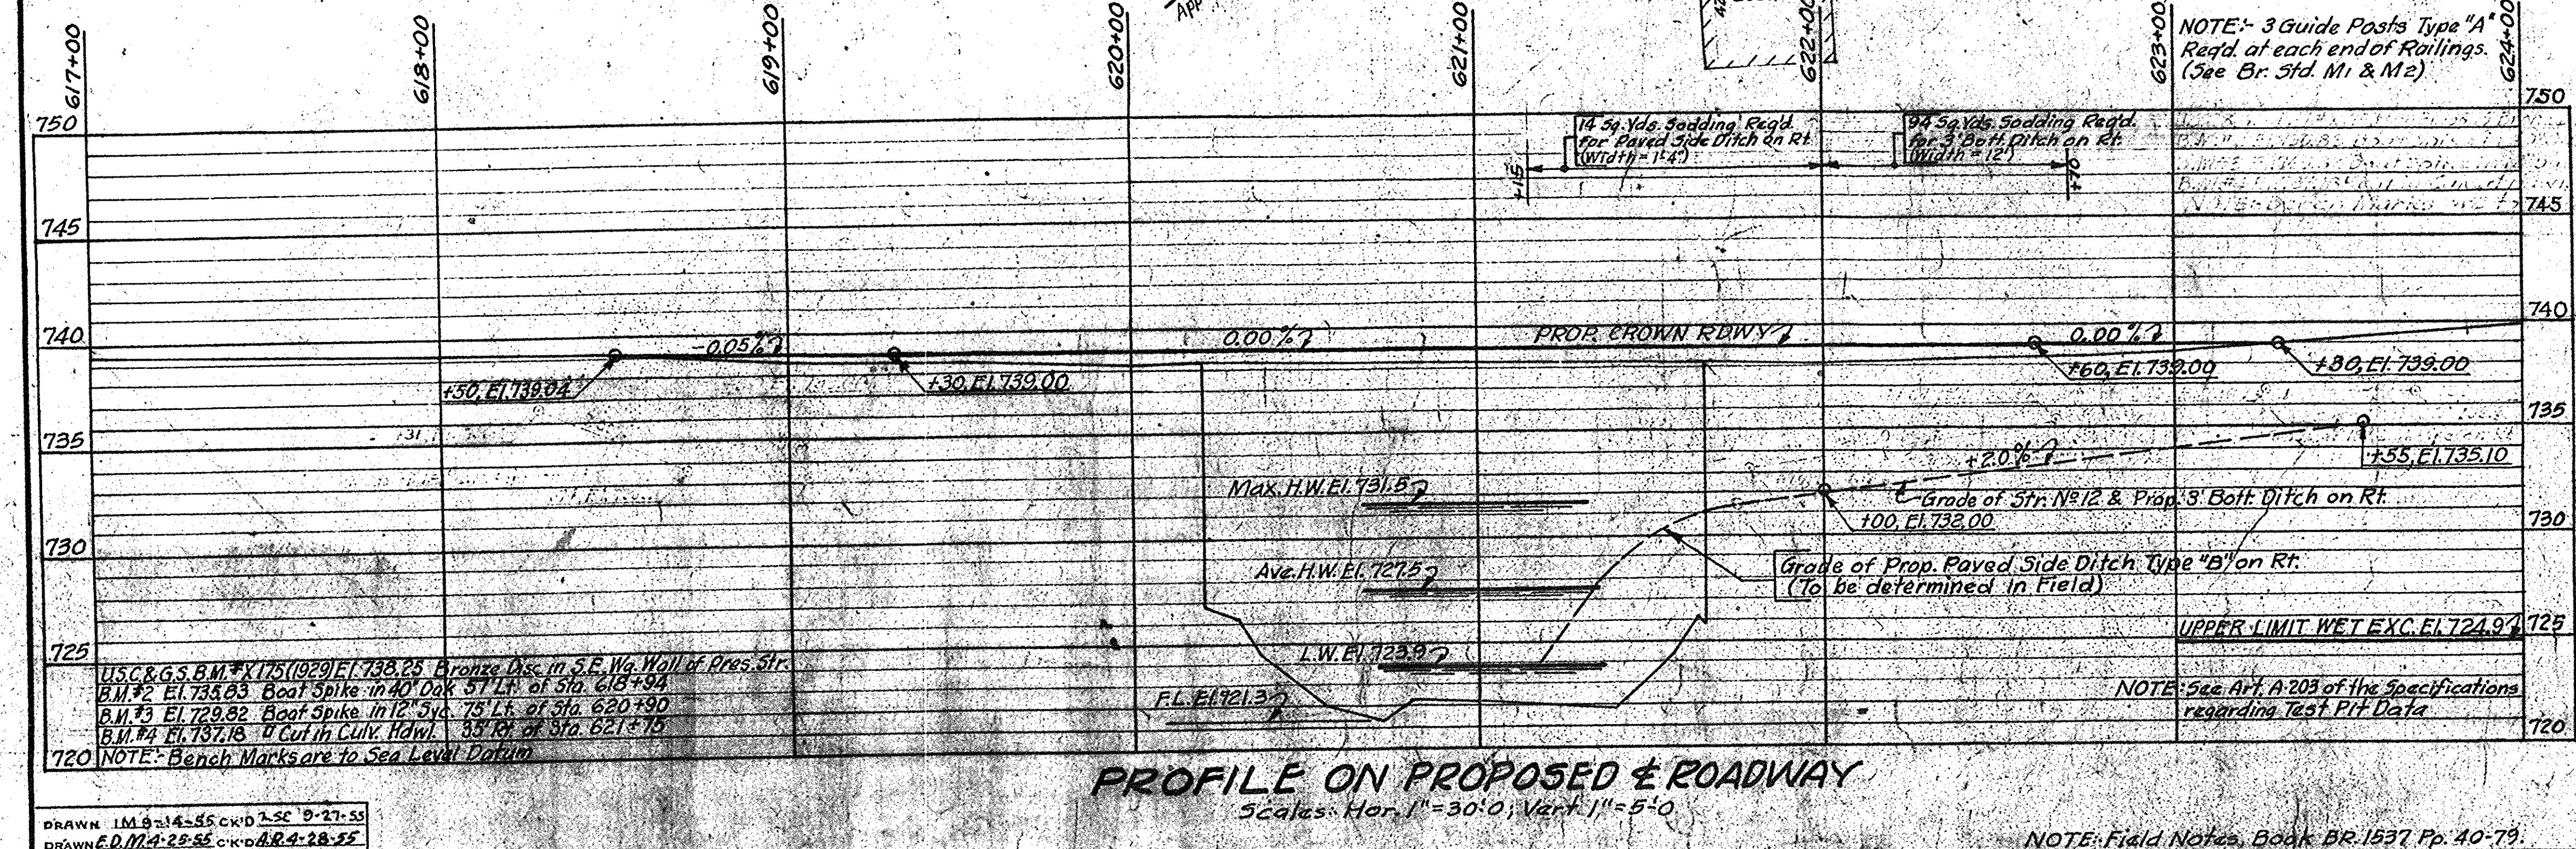 App
617+00
618+00
619+00
620+00
621+00
622+00
623+00
624+00
NOTE:- 3 Guide Posts Type "A"
Req'd. at each end of Railings.
(See Br. Std. M1 & M2)
750
750
14 Sq. Yds. Sodding Req'd.
for Paved Side Ditch on Rt.
(Width = 1'-4")
94 Sq. Yds. Sodding Req'd.
for 3' Bott. Ditch on Rt.
(Width = 12')
+15
+70
745
745
740
740
-0.05%
0.00%
PROP. CROWN RDWY.
0.00%
+50, El. 739.04
+30, El. 739.00
+60, El. 739.00
+30, El. 739.00
735
735
+2.0%
+55, El. 735.10
Max. H.W. El. 731.5
℄ Grade of Str. Nº 12 & Prop. 3' Bott. Ditch on Rt.
+00, El. 732.00
730
730
Ave. H.W. El. 727.5
Grade of Prop. Paved Side Ditch Type "B" on Rt.
(To be determined in Field)
UPPER LIMIT WET EXC. El. 724.9
725
725
L.W. El. 723.9
U.S.C. & G.S. B.M. #X175 (1929) El. 738.25 Bronze Disc in S.E. Wg. Wall of Pres. Str.
B.M. #2 El. 735.83 Boat Spike in 40" Oak 57' Lt. of Sta. 618+94
B.M. #3 El. 729.82 Boat Spike in 12" Syc. 75' Lt. of Sta. 620+90
B.M. #4 El. 737.18 □ Cut in Culv. Hdwl. 35' Rt. of Sta. 621+75
NOTE:- Bench Marks are to Sea Level Datum
F.L. El. 721.3
NOTE: See Art. A-203 of the Specifications
regarding Test Pit Data
720
720
PROFILE ON PROPOSED ℄ ROADWAY
Scales: Hor. 1"=30'-0; Vert. 1"=5'-0
DRAWN I.M. 9-14-55 CK'D 9-27-55
DRAWN E.D.M. 4-25-55 CK'D A.R. 4-28-55
NOTE: Field Notes, Book BR. 1537 Pp. 40-79.